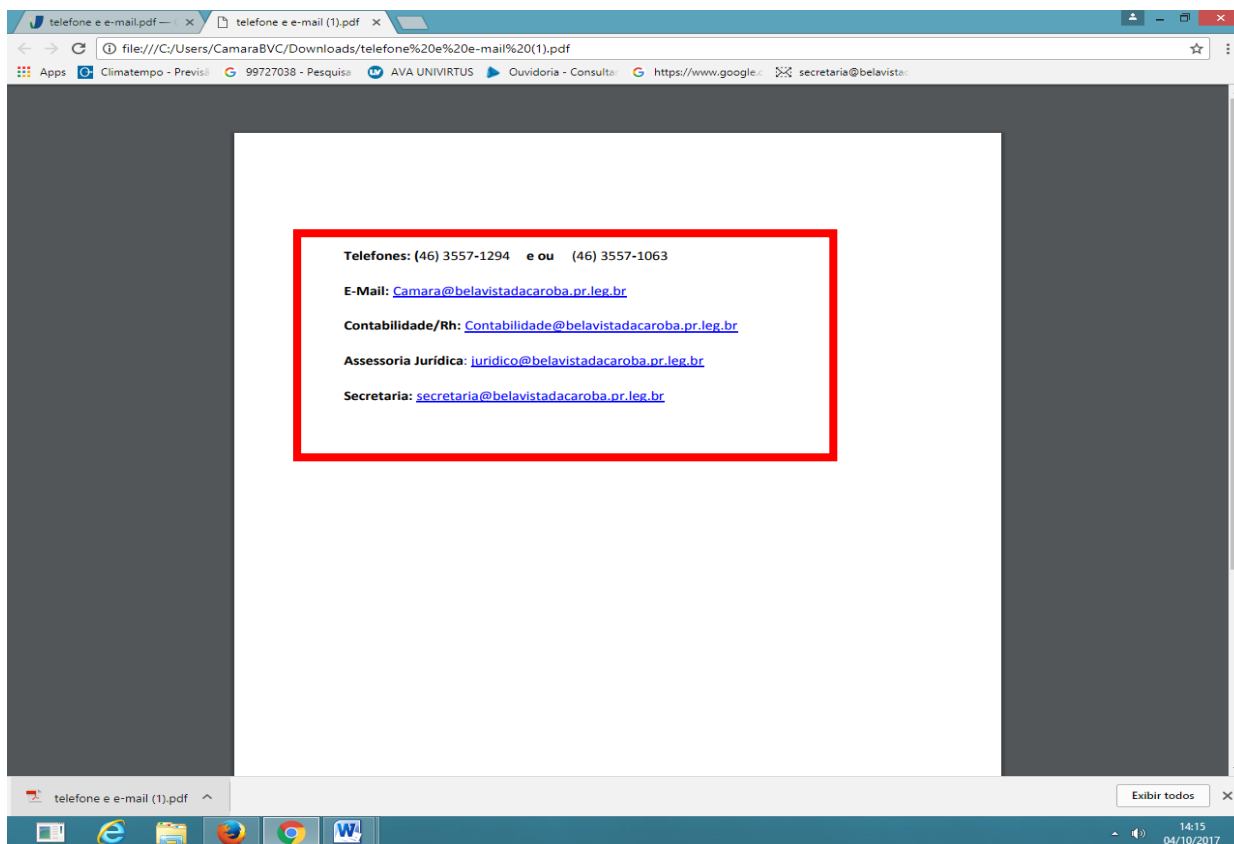 telefone e e-mail.pdf —
telefone e e-mail (1).pdf
file:///C:/Users/CamaraBVC/Downloads/telefone%20e%20e-mail%20(1).pdf
Apps Climatempo - Previsã 99727038 - Pesquisa AVA UNIVIRTUS Ouvidoria - Consulta https://www.google.c secretaria@belavista
Telefones: (46) 3557-1294 e ou (46) 3557-1063
E-Mail: Camara@belavistadacaroba.pr.leg.br
Contabilidade/Rh: Contabilidade@belavistadacaroba.pr.leg.br
Assessoria Jurídica: juridico@belavistadacaroba.pr.leg.br
Secretaria: secretaria@belavistadacaroba.pr.leg.br
telefone e e-mail (1).pdf
Exibir todos
14:15
04/10/2017